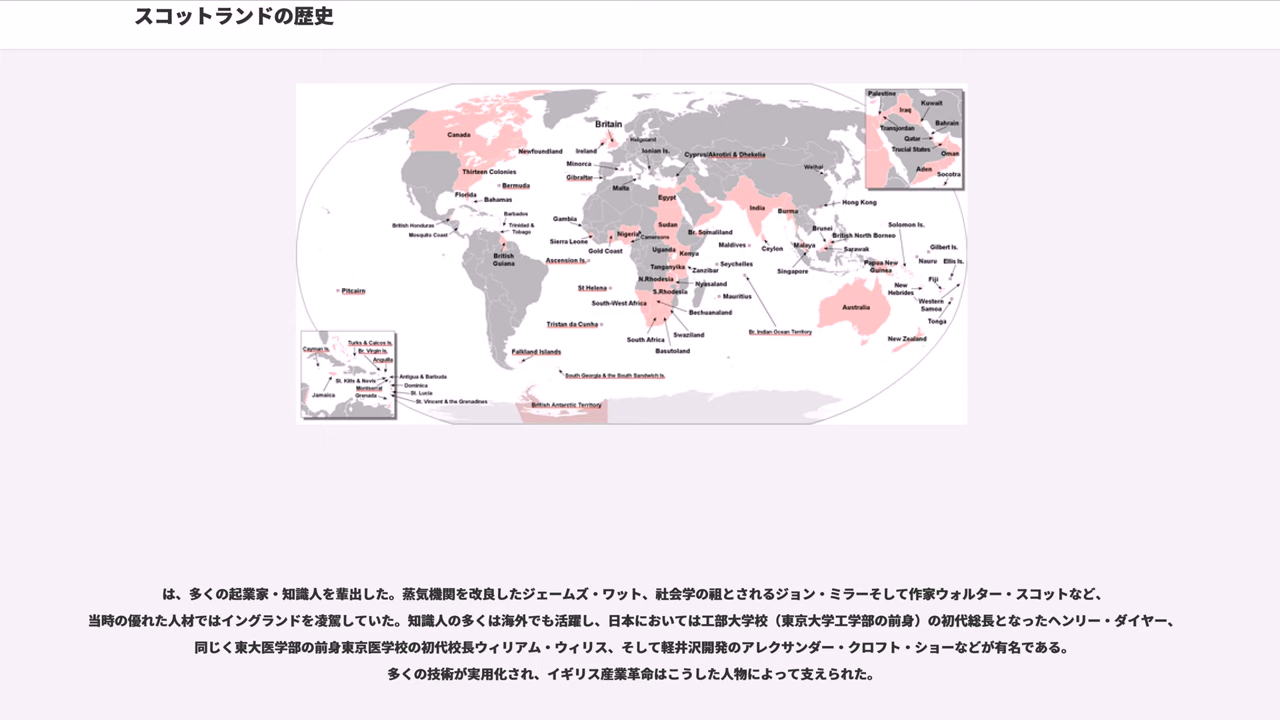 スコットランドの歴史
Palestine
Iraq
Kuwait
Transjordan
Bahrain
Qatar
Trucial States
Oman
Aden
Socotra
Canada
Britain
Heligoland
Newfoundland
Ireland
Ionian Is.
Cyprus/Akrotiri & Dhekelia
Minorca
Weihai
Thirteen Colonies
Gibraltar
Bermuda
Malta
Florida
Bahamas
Egypt
India
Burma
Hong Kong
Barbados
Gambia
British Honduras
Trinidad &
Tobago
Sudan
Brunei
Solomon Is.
Mosquito Coast
Nigeria
Cameroons
Br. Somaliland
British North Borneo
Sierra Leone
Gold Coast
Uganda
Kenya
Maldives
Ceylon
Malaya
Sarawak
Gilbert Is.
British
Guiana
Ascension Is.
Tanganyika
Zanzibar
Seychelles
Singapore
Papua New
Guinea
Nauru
Ellis Is.
N.Rhodesia
Nyasaland
Fiji
Pitcairn
St Helena
S.Rhodesia
Mauritius
New
Hebrides
South-West Africa
Western
Samoa
Bechuanaland
Australia
Tonga
Tristan da Cunha
Swaziland
Br. Indian Ocean Territory
South Africa
New Zealand
Basutoland
Falkland Islands
South Georgia & the South Sandwich Is.
British Antarctic Territory
Cayman Is.
Turks & Caicos Is.
Br. Virgin Is.
Anguilla
St. Kitts & Nevis
Antigua & Barbuda
Montserrat
Dominica
Jamaica
Grenada
St. Lucia
St. Vincent & the Grenadines
は、多くの起業家・知識人を輩出した。蒸気機関を改良したジェームズ・ワット、社会学の祖とされるジョン・ミラーそして作家ウォルター・スコットなど、
当時の優れた人材ではイングランドを凌駕していた。知識人の多くは海外でも活躍し、日本においては工部大学校（東京大学工学部の前身）の初代総長となったヘンリー・ダイヤー、
同じく東大医学部の前身東京医学校の初代校長ウィリアム・ウィリス、そして軽井沢開発のアレクサンダー・クロフト・ショーなどが有名である。
多くの技術が実用化され、イギリス産業革命はこうした人物によって支えられた。